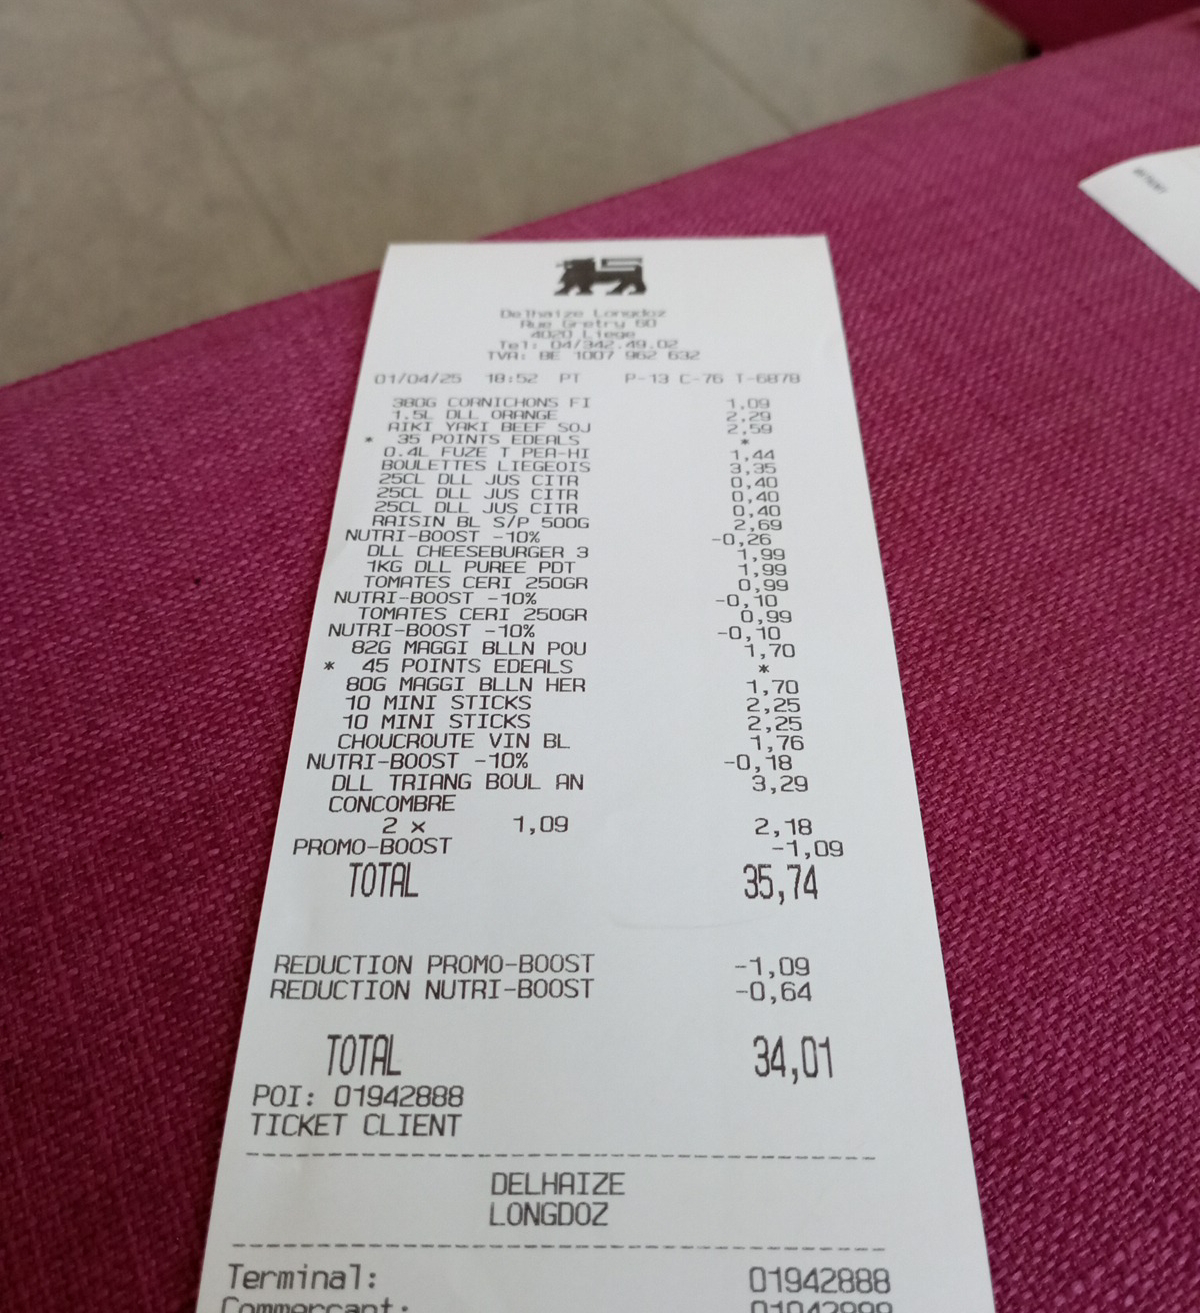 Delhaize Longdoz
Rue Gretry 60
4020 Liege
Tel: 04/342.49.02
TVA: BE 1007 962 632
01/04/25 18:52 PT P-13 C-76 T-6878
380G CORNICHONS FI 1,09
1.5L DLL ORANGE 2,29
AIKI YAKI BEEF SOJ 2,59
* 35 POINTS EDEALS *
0.4L FUZE T PEA-HI 1,44
BOULETTES LIEGEOIS 3,35
25CL DLL JUS CITR 0,40
25CL DLL JUS CITR 0,40
25CL DLL JUS CITR 0,40
RAISIN BL S/P 500G 2,69
NUTRI-BOOST -10% -0,26
DLL CHEESEBURGER 3 1,99
1KG DLL PUREE PDT 1,99
TOMATES CERI 250GR 0,99
NUTRI-BOOST -10% -0,10
TOMATES CERI 250GR 0,99
NUTRI-BOOST -10% -0,10
82G MAGGI BLLN POU 1,70
* 45 POINTS EDEALS *
80G MAGGI BLLN HER 1,70
10 MINI STICKS 2,25
10 MINI STICKS 2,25
CHOUCROUTE VIN BL 1,76
NUTRI-BOOST -10% -0,18
DLL TRIANG BOUL AN 3,29
CONCOMBRE
2 x 1,09 2,18
PROMO-BOOST -1,09
TOTAL 35,74
REDUCTION PROMO-BOOST -1,09
REDUCTION NUTRI-BOOST -0,64
TOTAL 34,01
POI: 01942888
TICKET CLIENT
DELHAIZE
LONGDOZ
Terminal: 01942888
Commercant: